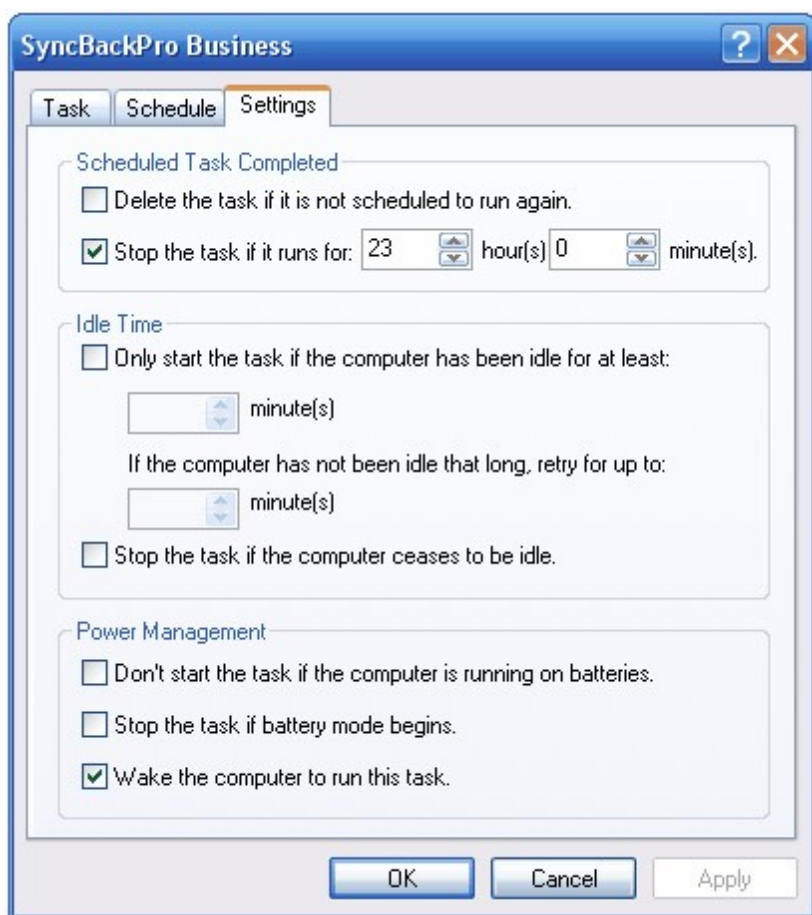 SyncBackPro Business
Task Schedule Settings
Scheduled Task Completed
Delete the task if it is not scheduled to run again.
Stop the task if it runs for: 23 hour(s) 0 minute(s).
Idle Time
Only start the task if the computer has been idle for at least:
minute(s)
If the computer has not been idle that long, retry for up to:
minute(s)
Stop the task if the computer ceases to be idle.
Power Management
Don't start the task if the computer is running on batteries.
Stop the task if battery mode begins.
Wake the computer to run this task.
OK Cancel Apply